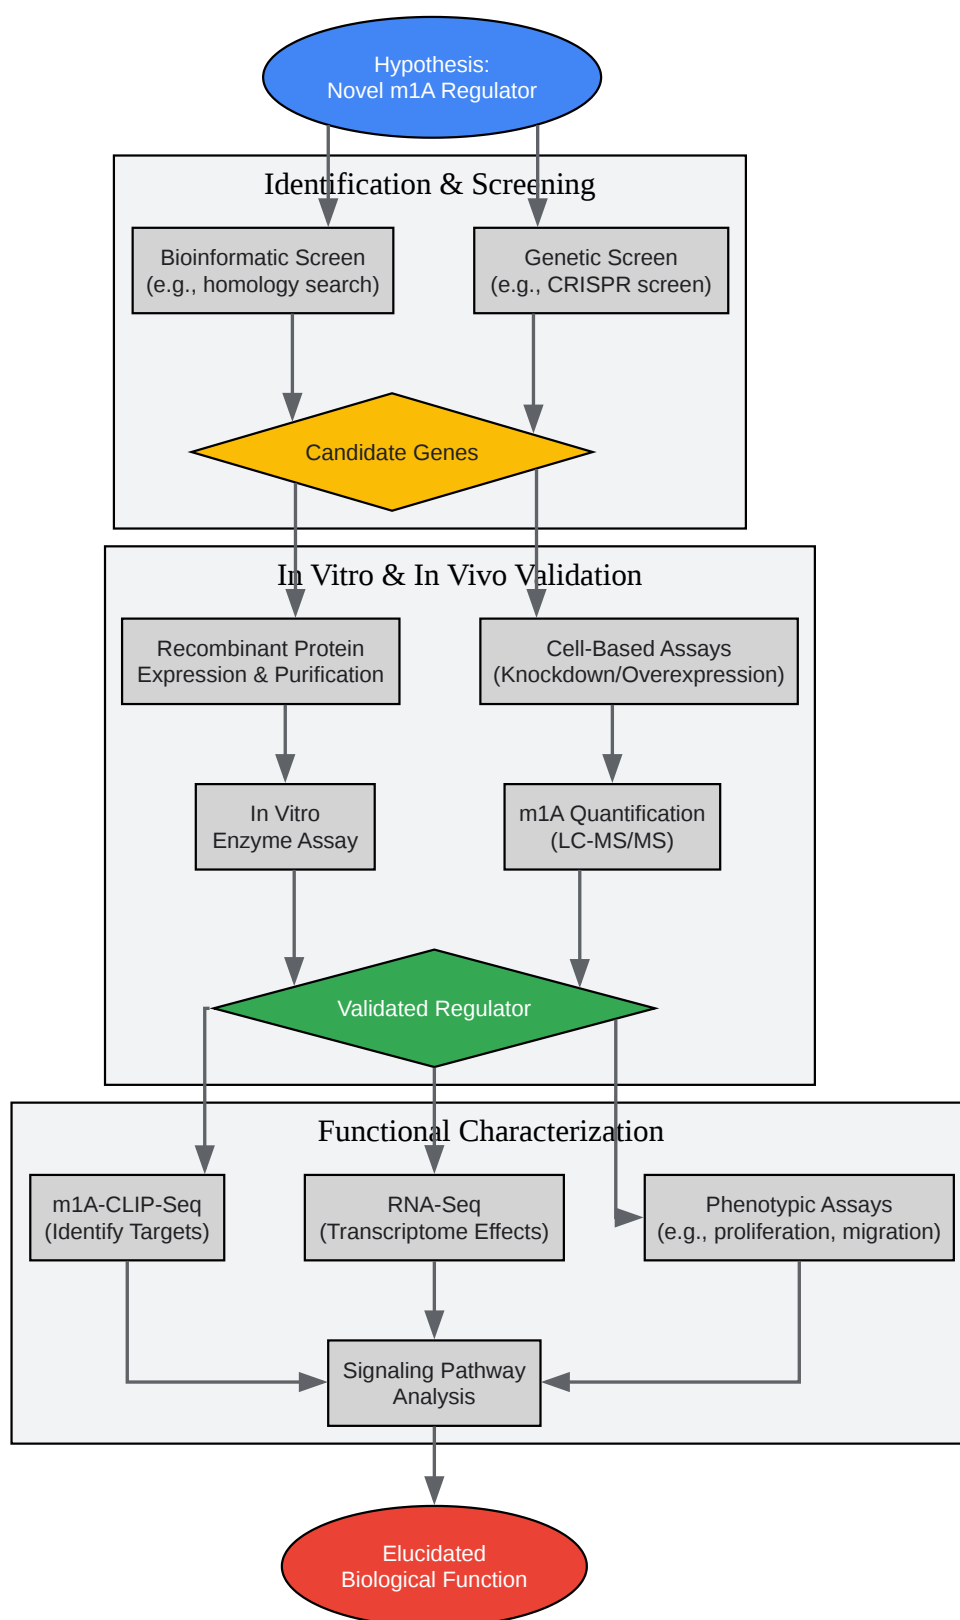 Hypothesis:
Novel m1A Regulator
Identification & Screening
Bioinformatic Screen
(e.g., homology search)
Genetic Screen
(e.g., CRISPR screen)
Candidate Genes
In Vitro & In Vivo Validation
Recombinant Protein
Expression & Purification
Cell-Based Assays
(Knockdown/Overexpression)
In Vitro
Enzyme Assay
m1A Quantification
(LC-MS/MS)
Validated Regulator
Functional Characterization
m1A-CLIP-Seq
(Identify Targets)
RNA-Seq
(Transcriptome Effects)
Phenotypic Assays
(e.g., proliferation, migration)
Signaling Pathway
Analysis
Elucidated
Biological Function